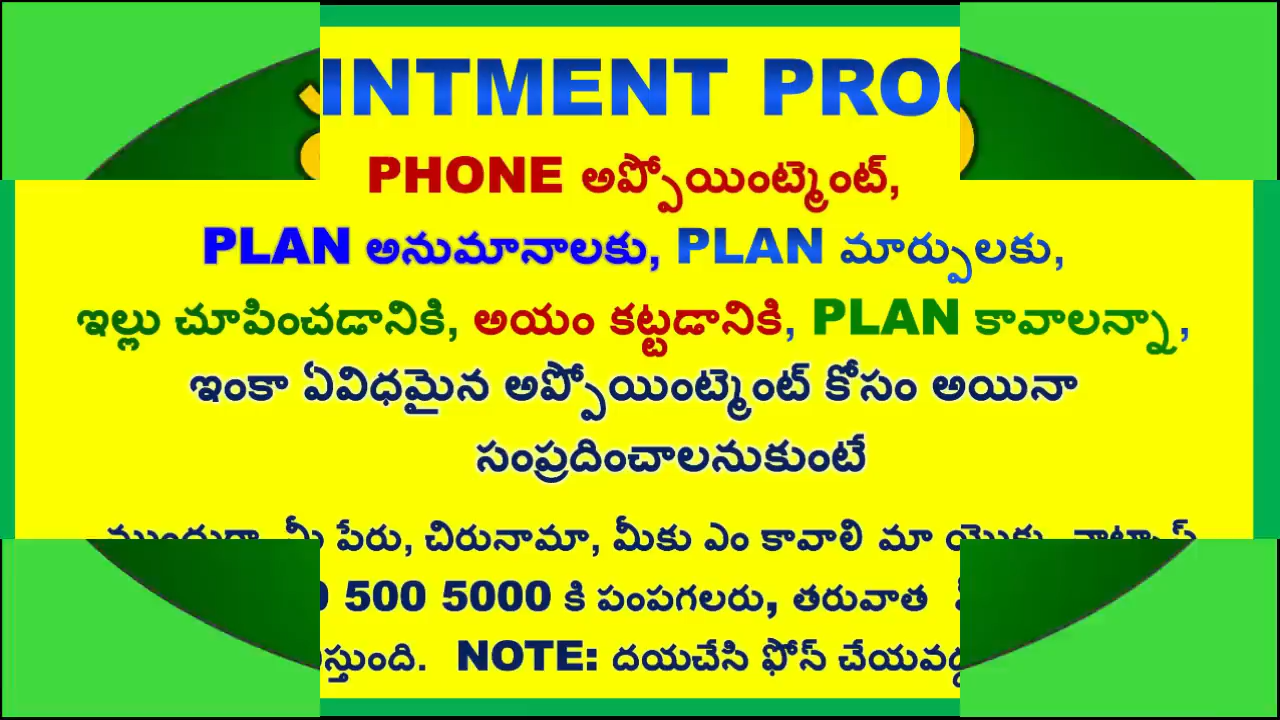 INTMENT PRO
PHONE అప్పోయింట్మెంట్,
PLAN అనుమానాలకు, PLAN మార్పులకు,
ఇల్లు చూపించడానికి, అయం కట్టడానికి, PLAN కావాలన్నా,
ఇంకా ఏవిధమైన అప్పోయింట్మెంట్ కోసం అయినా
సంప్రదించాలనుకుంటే
పేరు, చిరునామా, మీకు ఎం కావాలి మా
500 5000 కి పంపగలరు, తరువాత
స్తుంది. NOTE: దయచేసి ఫోన్ చేయవద్దు